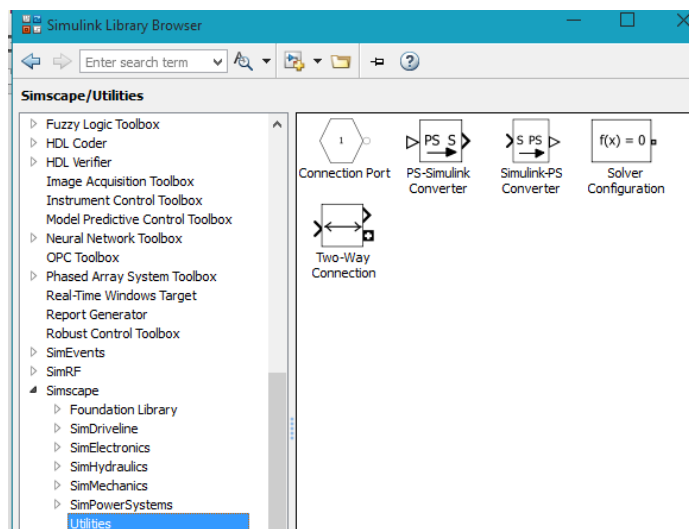 Simulink Library Browser
Enter search term
Simscape/Utilities
Fuzzy Logic Toolbox
HDL Coder
HDL Verifier
Image Acquisition Toolbox
Instrument Control Toolbox
Model Predictive Control Toolbox
Neural Network Toolbox
OPC Toolbox
Phased Array System Toolbox
Real-Time Windows Target
Report Generator
Robust Control Toolbox
SimEvents
SimRF
Simscape
Foundation Library
SimDriveline
SimElectronics
SimHydraulics
SimMechanics
SimPowerSystems
Utilities
1
Connection Port
PS S
PS-Simulink
Converter
S PS
Simulink-PS
Converter
f(x) = 0
Solver
Configuration
Two-Way
Connection